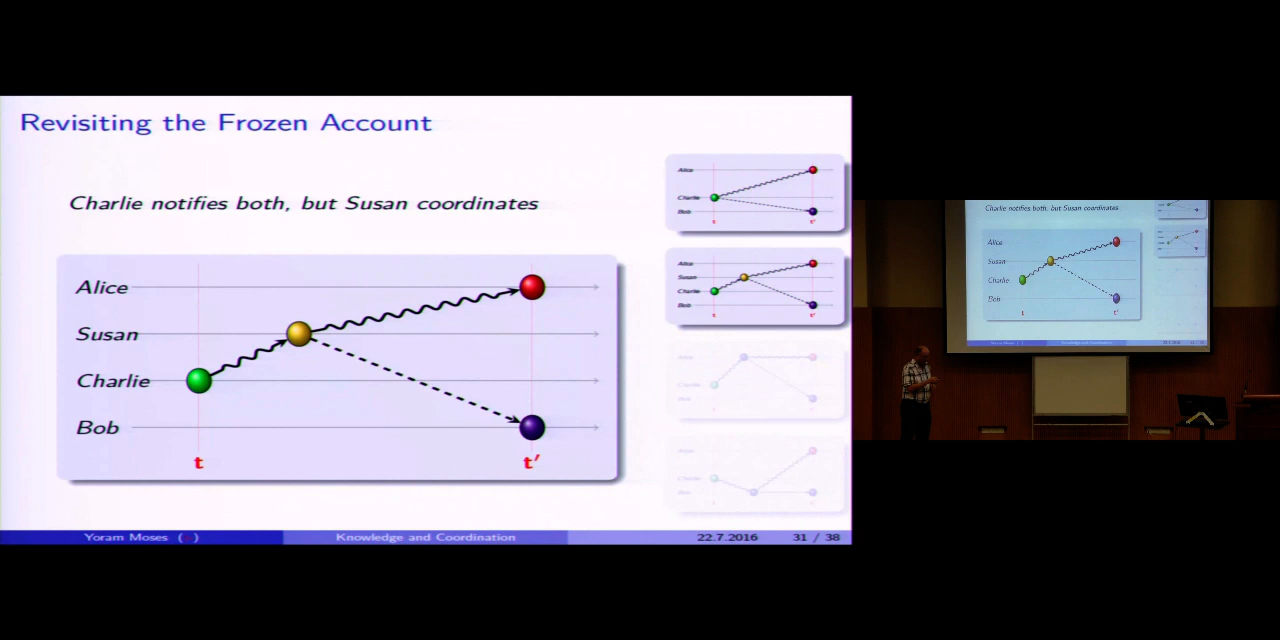 Revisiting the Frozen Account
Charlie notifies both, but Susan coordinates
Alice
Susan
Charlie
Bob
t
t′
Alice
Charlie
Bob
t
t′
Alice
Susan
Charlie
Bob
t
t′
Yoram Moses
Knowledge and Coordination
22.7.2016
31 / 38
Charlie notifies both, but Susan coordinates
Alice
Susan
Charlie
Bob
t
t′